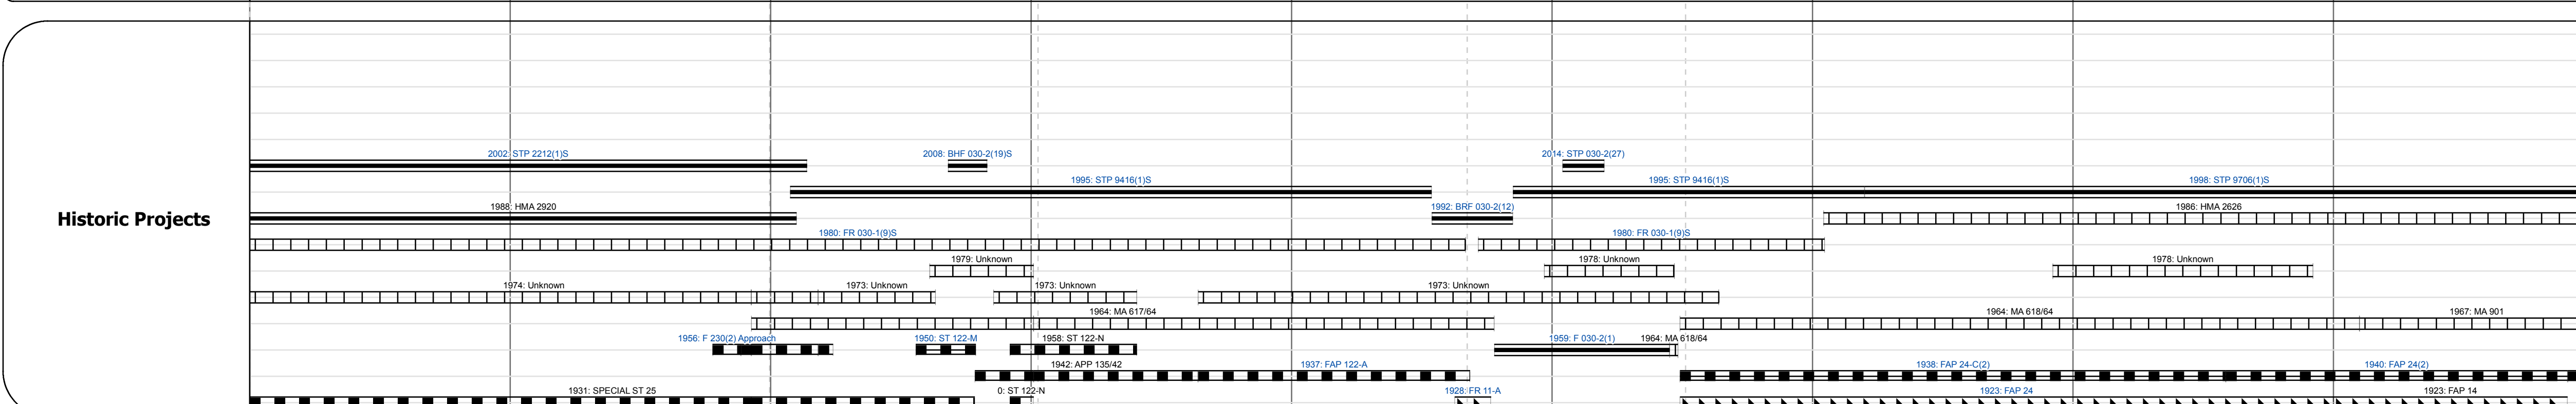 2002: STP 2212(1)S
2008: BHF 030-2(19)S
2014: STP 030-2(27)
1995: STP 9416(1)S
1995: STP 9416(1)S
1998: STP 9706(1)S
Historic Projects
1988: HMA 2920
1992: BRF 030-2(12)
1986: HMA 2626
1980: FR 030-1(9)S
1980: FR 030-1(9)S
1979: Unknown
1978: Unknown
1978: Unknown
1974: Unknown
1973: Unknown
1973: Unknown
1973: Unknown
1964: MA 617/64
1964: MA 618/64
1967: MA 901
1956: F 230(2) Approach
1950: ST 122-M
1958: ST 122-N
1959: F 030-2(1)
1964: MA 618/64
1942: APP 135/42
1937: FAP 122-A
1938: FAP 24-C(2)
1940: FAP 24(2)
1931: SPECIAL ST 25
0: ST 122-N
1928: FR 11-A
1923: FAP 24
1923: FAP 14